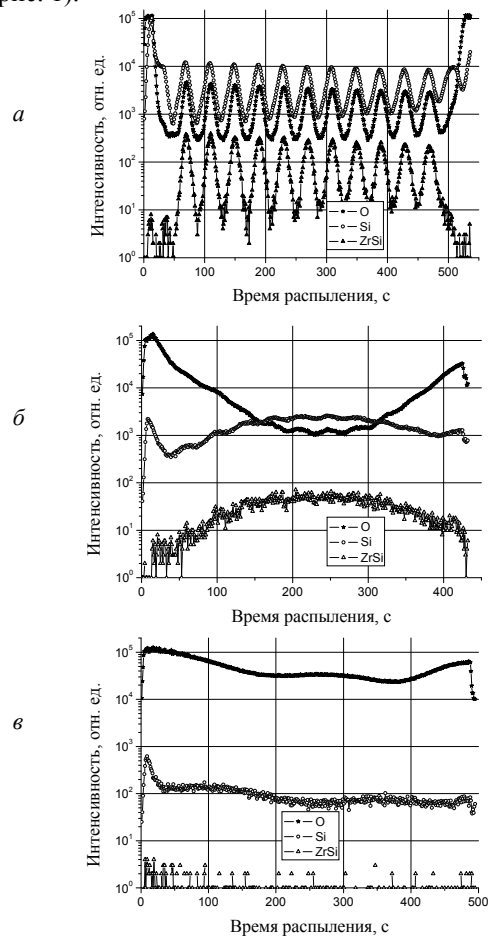 рис. 1).
а
Интенсивность, отн. ед.
10⁵
10⁴
10³
10²
10¹
10⁰
O
Si
ZrSi
0 100 200 300 400 500
Время распыления, с
б
Интенсивность, отн. ед.
10⁵
10⁴
10³
10²
10¹
10⁰
O
Si
ZrSi
0 100 200 300 400
Время распыления, с
в
Интенсивность, отн. ед.
10⁵
10⁴
10³
10²
10¹
10⁰
O
Si
ZrSi
0 100 200 300 400 500
Время распыления, с